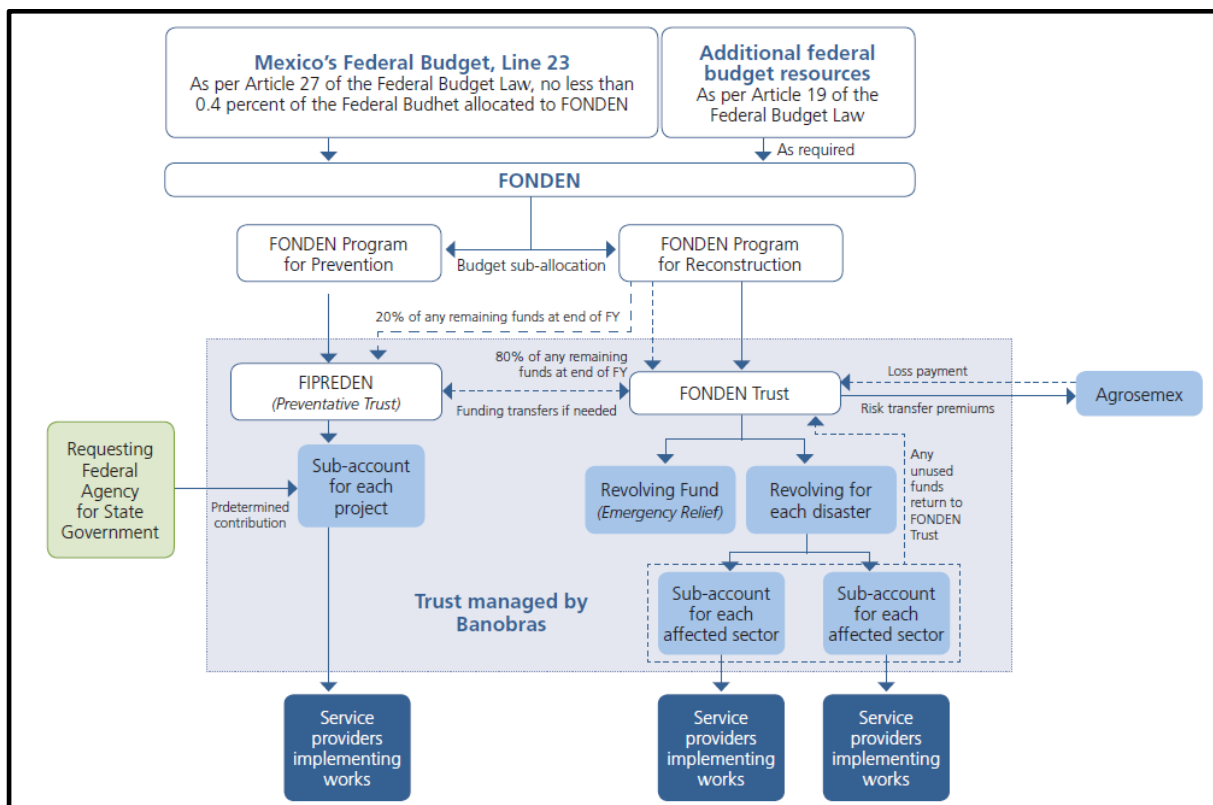 Mexico's Federal Budget, Line 23
As per Article 27 of the Federal Budget Law, no less than
0.4 percent of the Federal Budhet allocated to FONDEN
Additional federal
budget resources
As per Article 19 of the
Federal Budget Law
As required
FONDEN
FONDEN Program
for Prevention
Budget sub-allocation
FONDEN Program
for Reconstruction
20% of any remaining funds at end of FY
80% of any remaining
funds at end of FY
FIPREDEN
(Preventative Trust)
Funding transfers if needed
FONDEN Trust
Loss payment
Risk transfer premiums
Agrosemex
Requesting
Federal
Agency
for State
Government
Prdetermined
contribution
Sub-account
for each
project
Revolving Fund
(Emergency Relief)
Revolving for
each disaster
Any
unused
funds
return to
FONDEN
Trust
Trust managed by
Banobras
Sub-account
for each
affected sector
Sub-account
for each
affected sector
Service
providers
implementing
works
Service
providers
implementing
works
Service
providers
implementing
works